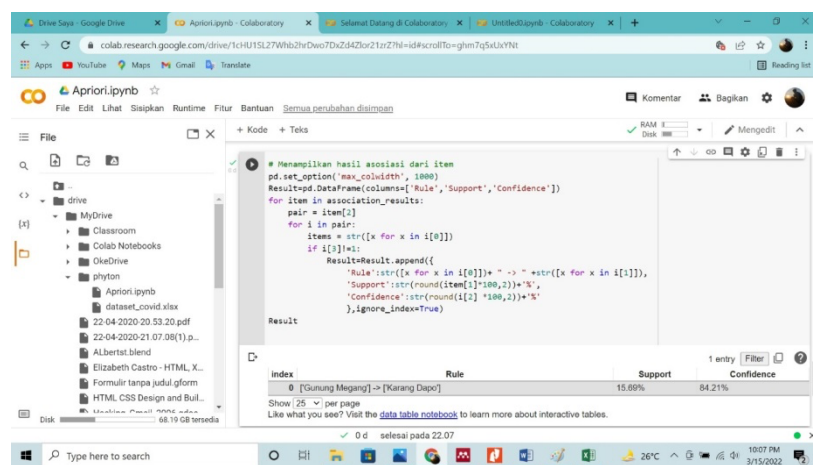 Drive Saya - Google Drive
Apriori.ipynb - Colaboratory
Selamat Datang di Colaboratory
Untitled0.ipynb - Colaboratory
colab.research.google.com/drive/1cHU1SL27Whb2hrDwo7DxZd4Zlor21zrZ?hl=id#scrollTo=ghm7q5xUxYNt
Apps YouTube Maps Gmail Translate
Reading list
Apriori.ipynb
Komentar Bagikan
File Edit Lihat Sisipkan Runtime Fitur Bantuan Semua perubahan disimpan
File
+ Kode + Teks
RAM
Disk
Mengedit
..
drive
MyDrive
Classroom
Colab Notebooks
OkeDrive
phyton
Apriori.ipynb
dataset_covid.xlsx
22-04-2020-20.53.20.pdf
22-04-2020-21.07.08(1).p...
ALbertst.blend
Elizabeth Castro - HTML, X...
Formulir tanpa judul.gform
HTML CSS Design and Buil...
Disk 68.19 GB tersedia
# Menampilkan hasil asosiasi dari item
pd.set_option('max_colwidth', 1000)
Result=pd.DataFrame(columns=['Rule','Support','Confidence'])
for item in association_results:
pair = item[2]
for i in pair:
items = str([x for x in i[0]])
if i[3]!=1:
Result=Result.append({
'Rule':str([x for x in i[0]])+ " -> " +str([x for x in i[1]]),
'Support':str(round(item[1]*100,2))+'%',
'Confidence':str(round(i[2] *100,2))+'%'
},ignore_index=True)
Result
1 entry Filter
index Rule Support Confidence
0 ['Gunung Megang'] -> ['Karang Dapo'] 15.69% 84.21%
Show 25 per page
Like what you see? Visit the data table notebook to learn more about interactive tables.
0 d selesai pada 22.07
Type here to search
26°C
10:07 PM
3/15/2022